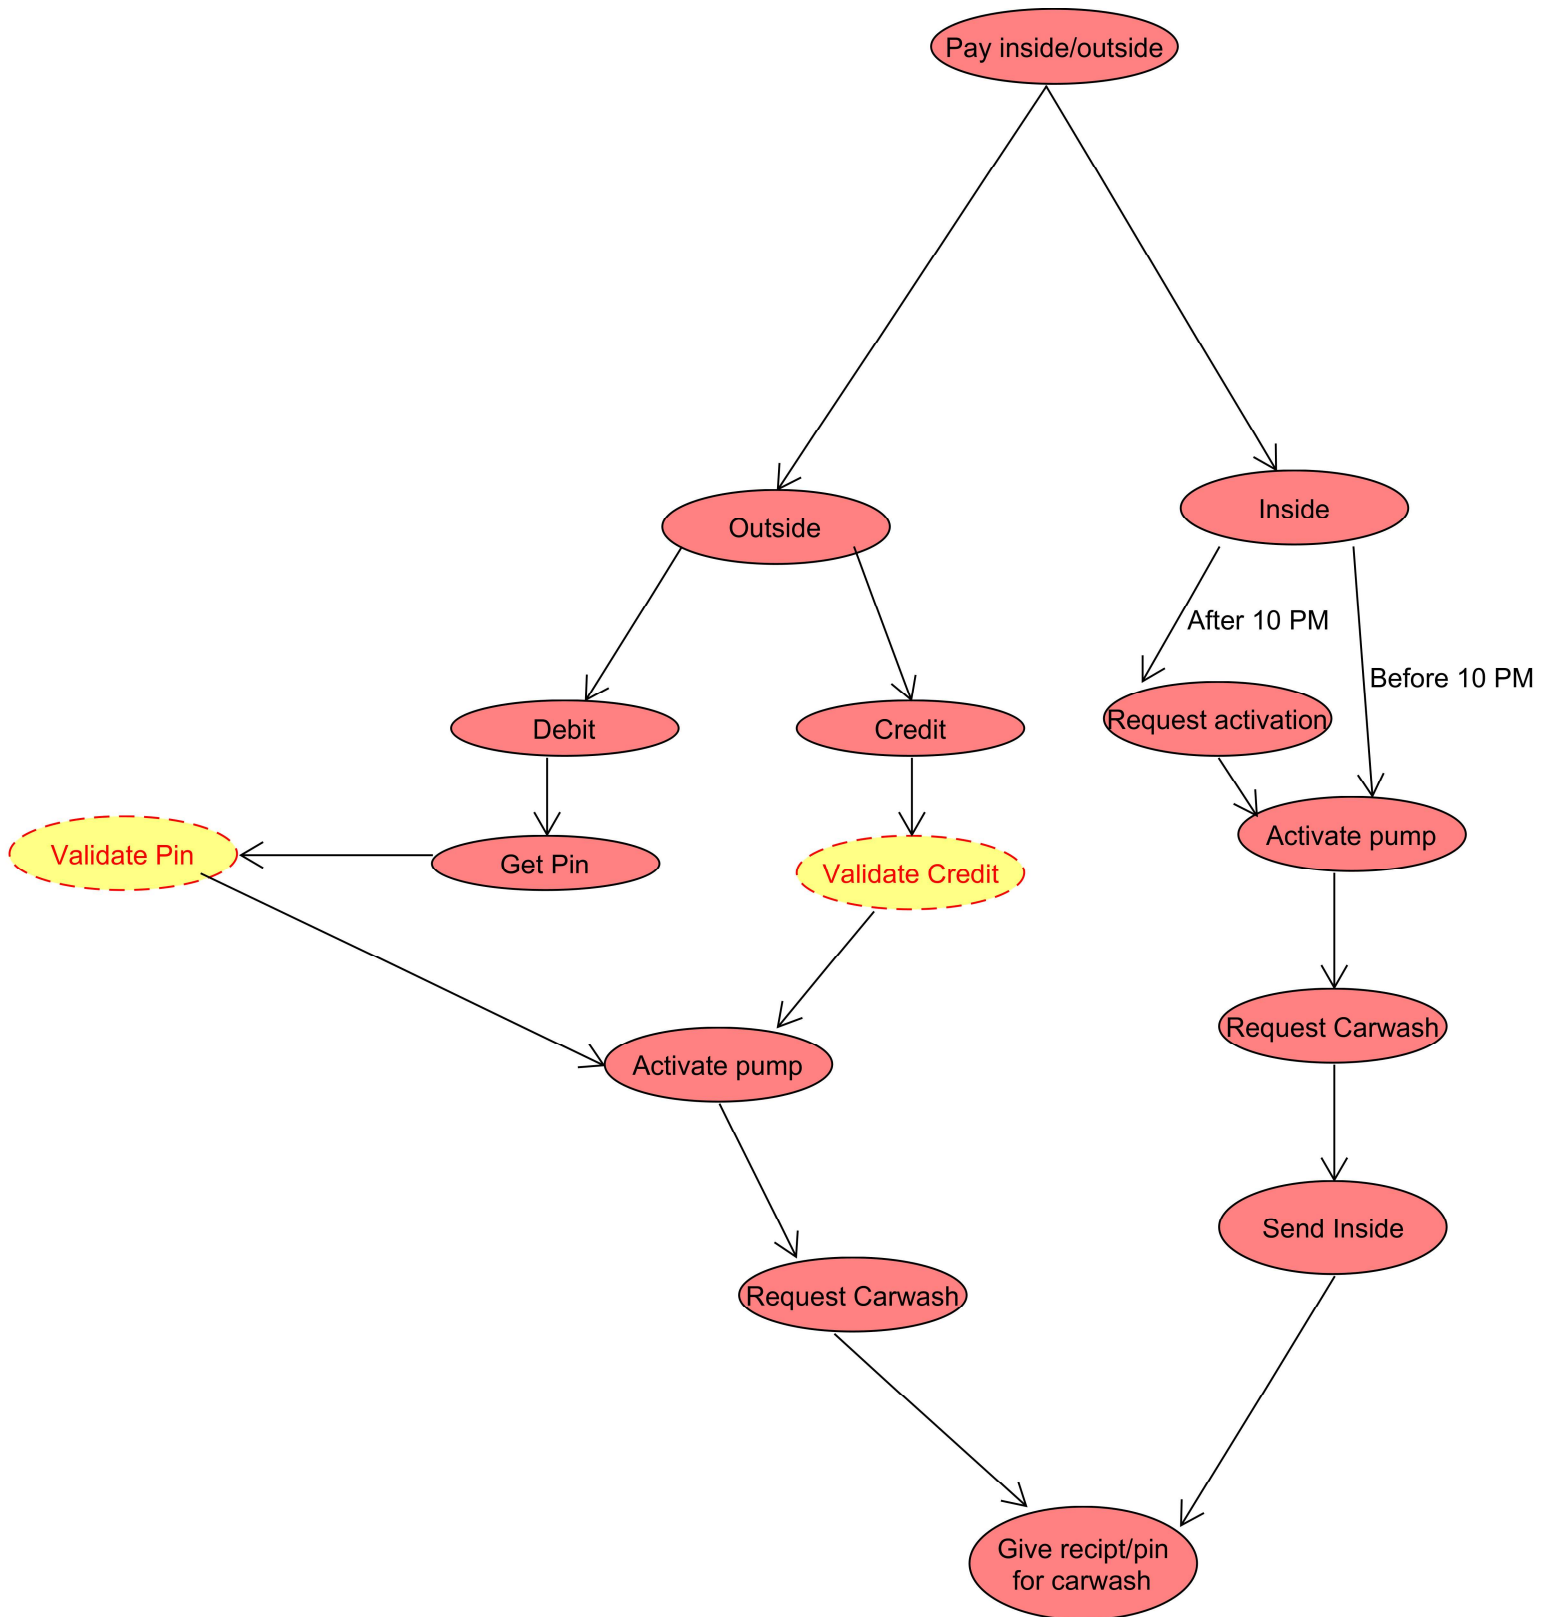 Pay inside/outside
Inside
Outside
After 10 PM
Before 10 PM
Request activation
Debit
Credit
Activate pump
Validate Pin
Get Pin
Validate Credit
Request Carwash
Activate pump
Send Inside
Request Carwash
Give recipt/pin
for carwash